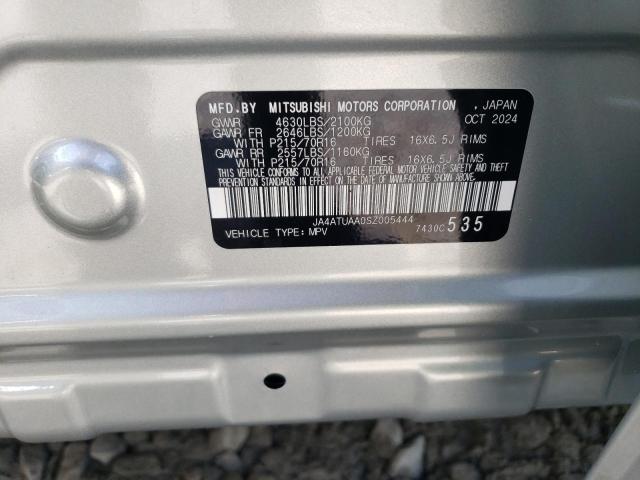 MFD.BY MITSUBISHI MOTORS CORPORATION , JAPAN
GVWR 4630LBS/2100KG OCT 2024
GAWR FR 2646LBS/1200KG
WITH P215/70R16 TIRES 16X6.5J RIMS
GAWR RR 2557LBS/1160KG
WITH P215/70R16 TIRES 16X6.5J RIMS
THIS VEHICLE CONFORMS TO ALL APPLICABLE U.S. FEDERAL MOTOR VEHICLE SAFETY, BUMPER, AND THEFT
PREVENTION STANDARDS IN EFFECT ON THE DATE OF MANUFACTURE SHOWN ABOVE.
JA4ATUAA0SZ005444
VEHICLE TYPE: MPV 7430C 535